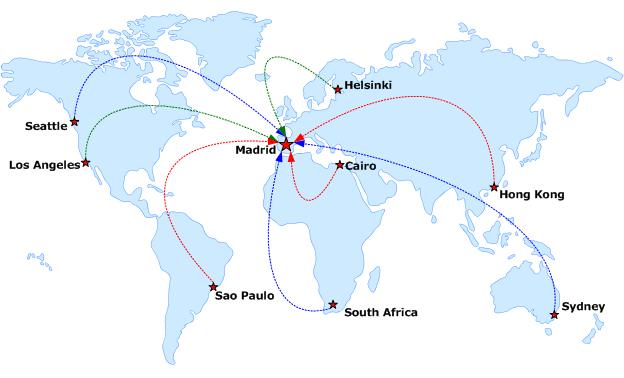 Helsinki
Seattle
Madrid
Los Angeles
Cairo
Hong Kong
Sao Paulo
Sydney
South Africa